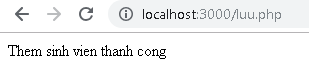 localhost:3000/luu.php
Them sinh vien thanh cong